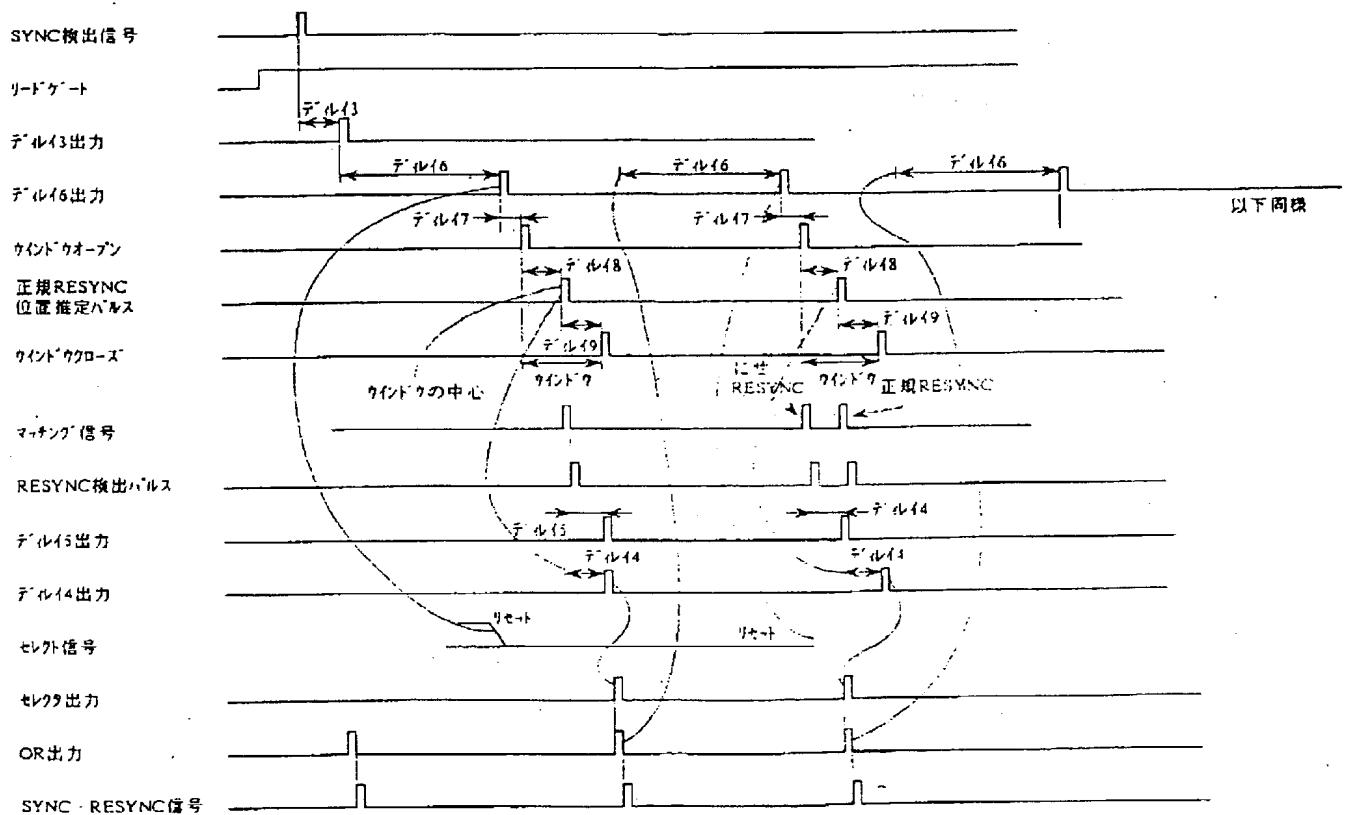 SYNC検出信号
リードゲート
ディレイ3
ディレイ3出力
ディレイ6
ディレイ6
ディレイ6
ディレイ6出力
以下同様
ディレイ7
ディレイ7
ウインドウオープン
ディレイ8
ディレイ8
正規RESYNC
位置推定パルス
ディレイ9
ディレイ9
ウインドウクローズ
ウインドウ
ウインドウの中心
にせ
RESYNC
ウインドウ
正規RESYNC
マッチング信号
RESYNC検出パルス
ディレイ5
ディレイ4
ディレイ5出力
ディレイ4
ディレイ4出力
リセット
リセット
セレクト信号
セレクタ出力
OR出力
SYNC・RESYNC信号